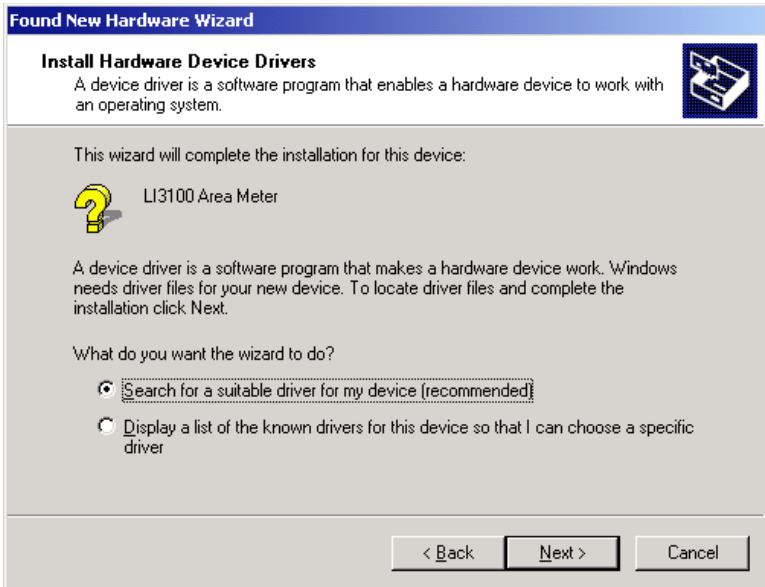 Found New Hardware Wizard
Install Hardware Device Drivers
A device driver is a software program that enables a hardware device to work with
an operating system.
This wizard will complete the installation for this device:
LI3100 Area Meter
A device driver is a software program that makes a hardware device work. Windows
needs driver files for your new device. To locate driver files and complete the
installation click Next.
What do you want the wizard to do?
Search for a suitable driver for my device (recommended)
Display a list of the known drivers for this device so that I can choose a specific
driver
< Back Next > Cancel